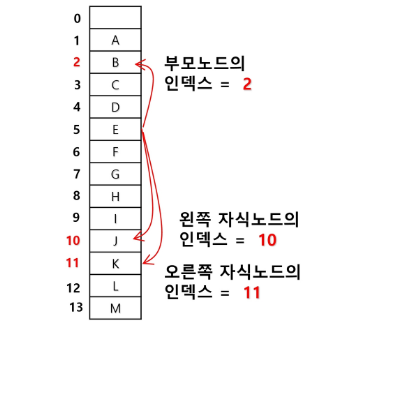 0
1 A
2 B
3 C
4 D
5 E
6 F
7 G
8 H
9 I
10 J
11 K
12 L
13 M
부모노드의
인덱스 = 2
왼쪽 자식노드의
인덱스 = 10
오른쪽 자식노드의
인덱스 = 11